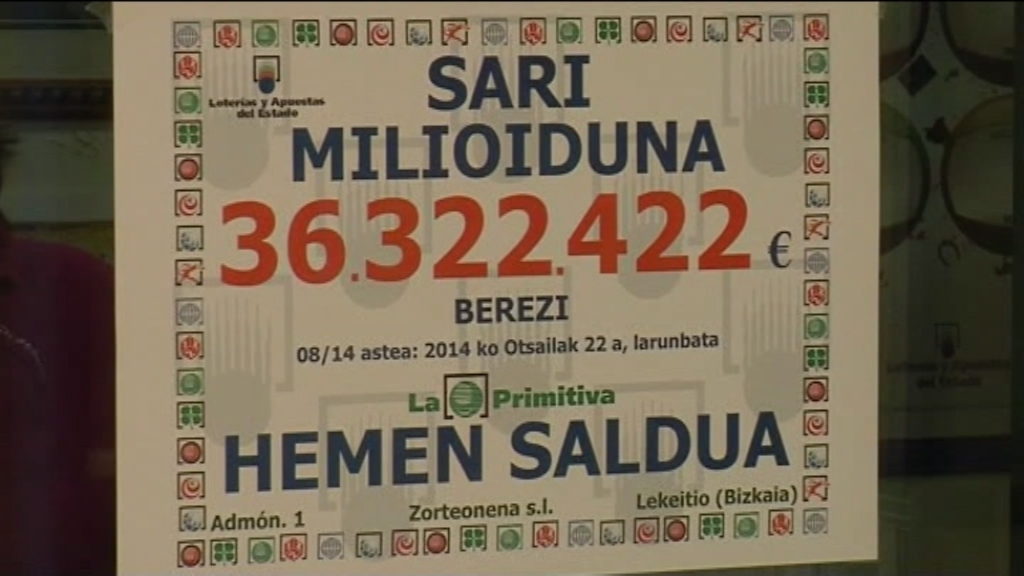 Loterías y Apuestas
del Estado
SARI
MILIOIDUNA
36.322.422 €
BEREZI
08/14 astea: 2014 ko Otsailak 22 a, larunbata
La Primitiva
HEMEN SALDUA
Admón. 1 Zorteonena s.l. Lekeitio (Bizkaia)